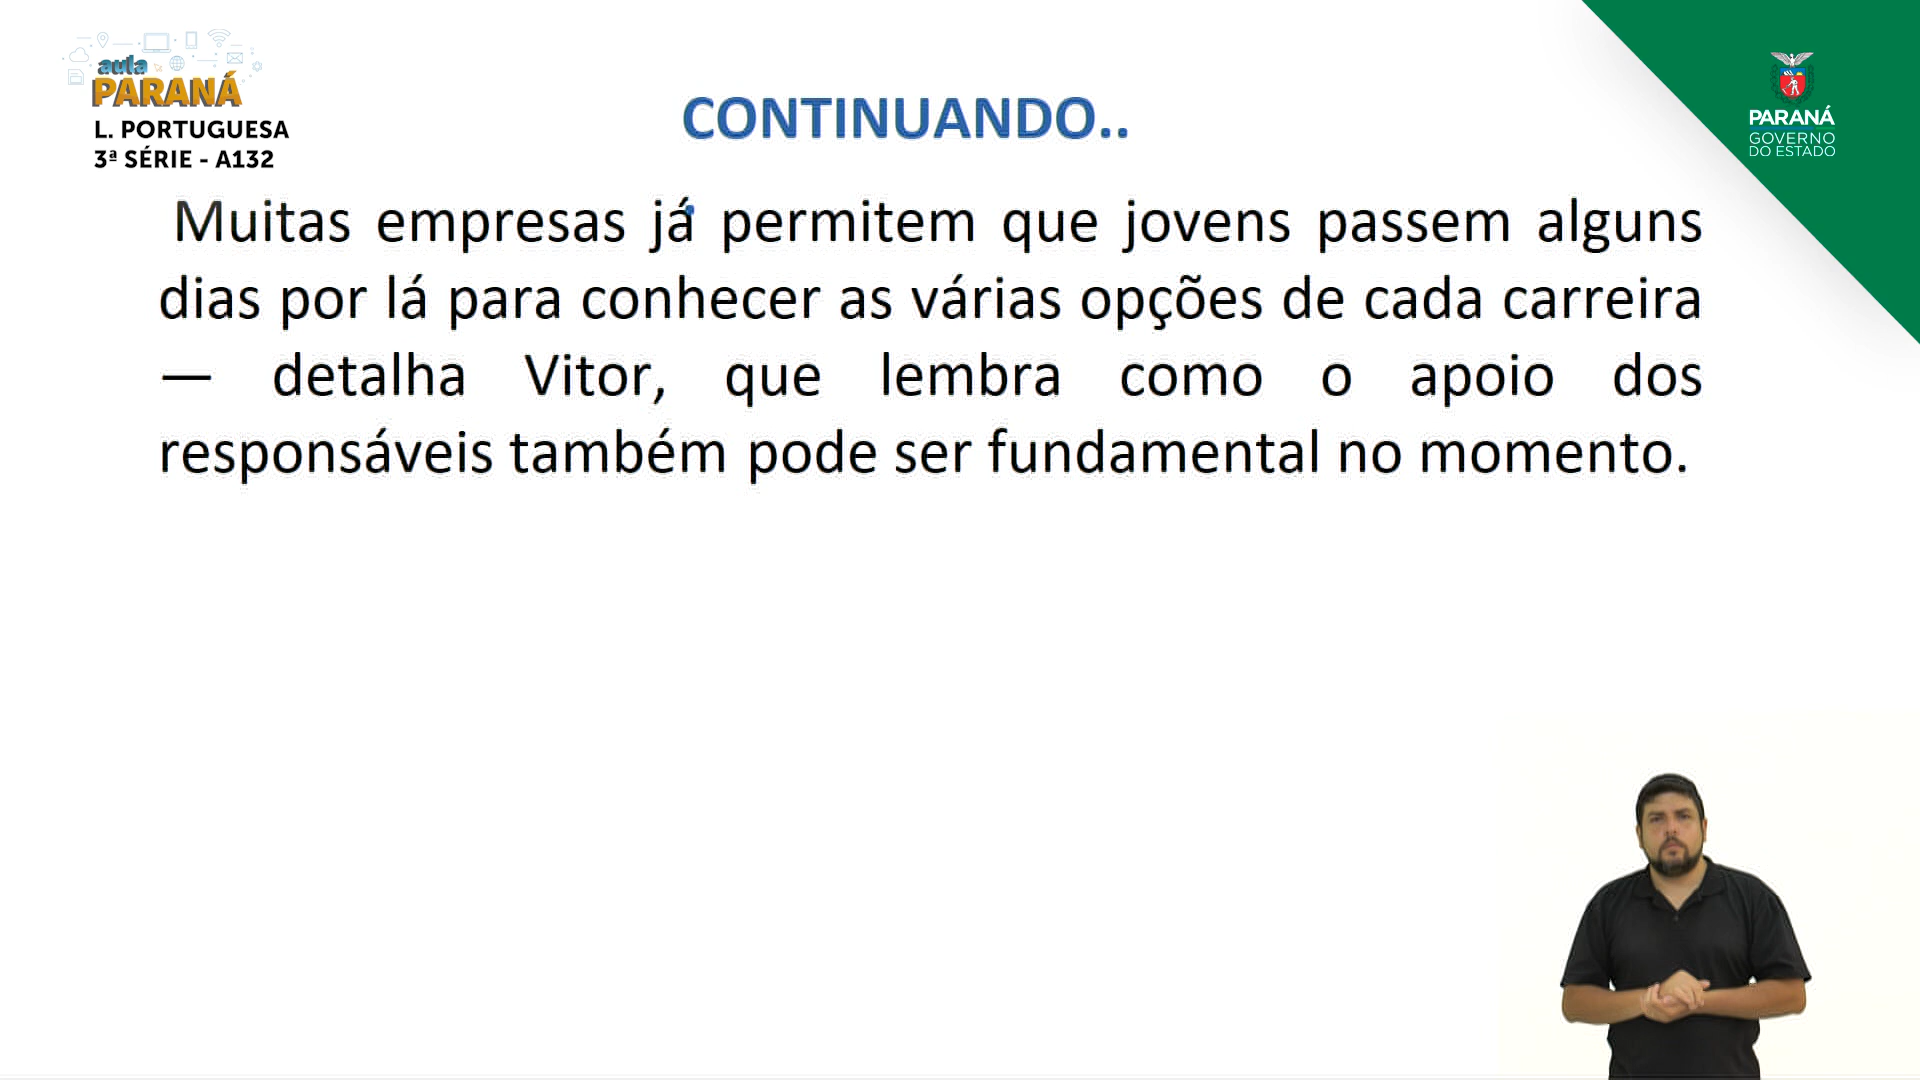 aula
PARANÁ
L. PORTUGUESA
3ª SÉRIE - A132
CONTINUANDO..
PARANÁ
GOVERNO
DO ESTADO
Muitas empresas já permitem que jovens passem alguns
dias por lá para conhecer as várias opções de cada carreira
— detalha Vitor, que lembra como o apoio dos
responsáveis também pode ser fundamental no momento.